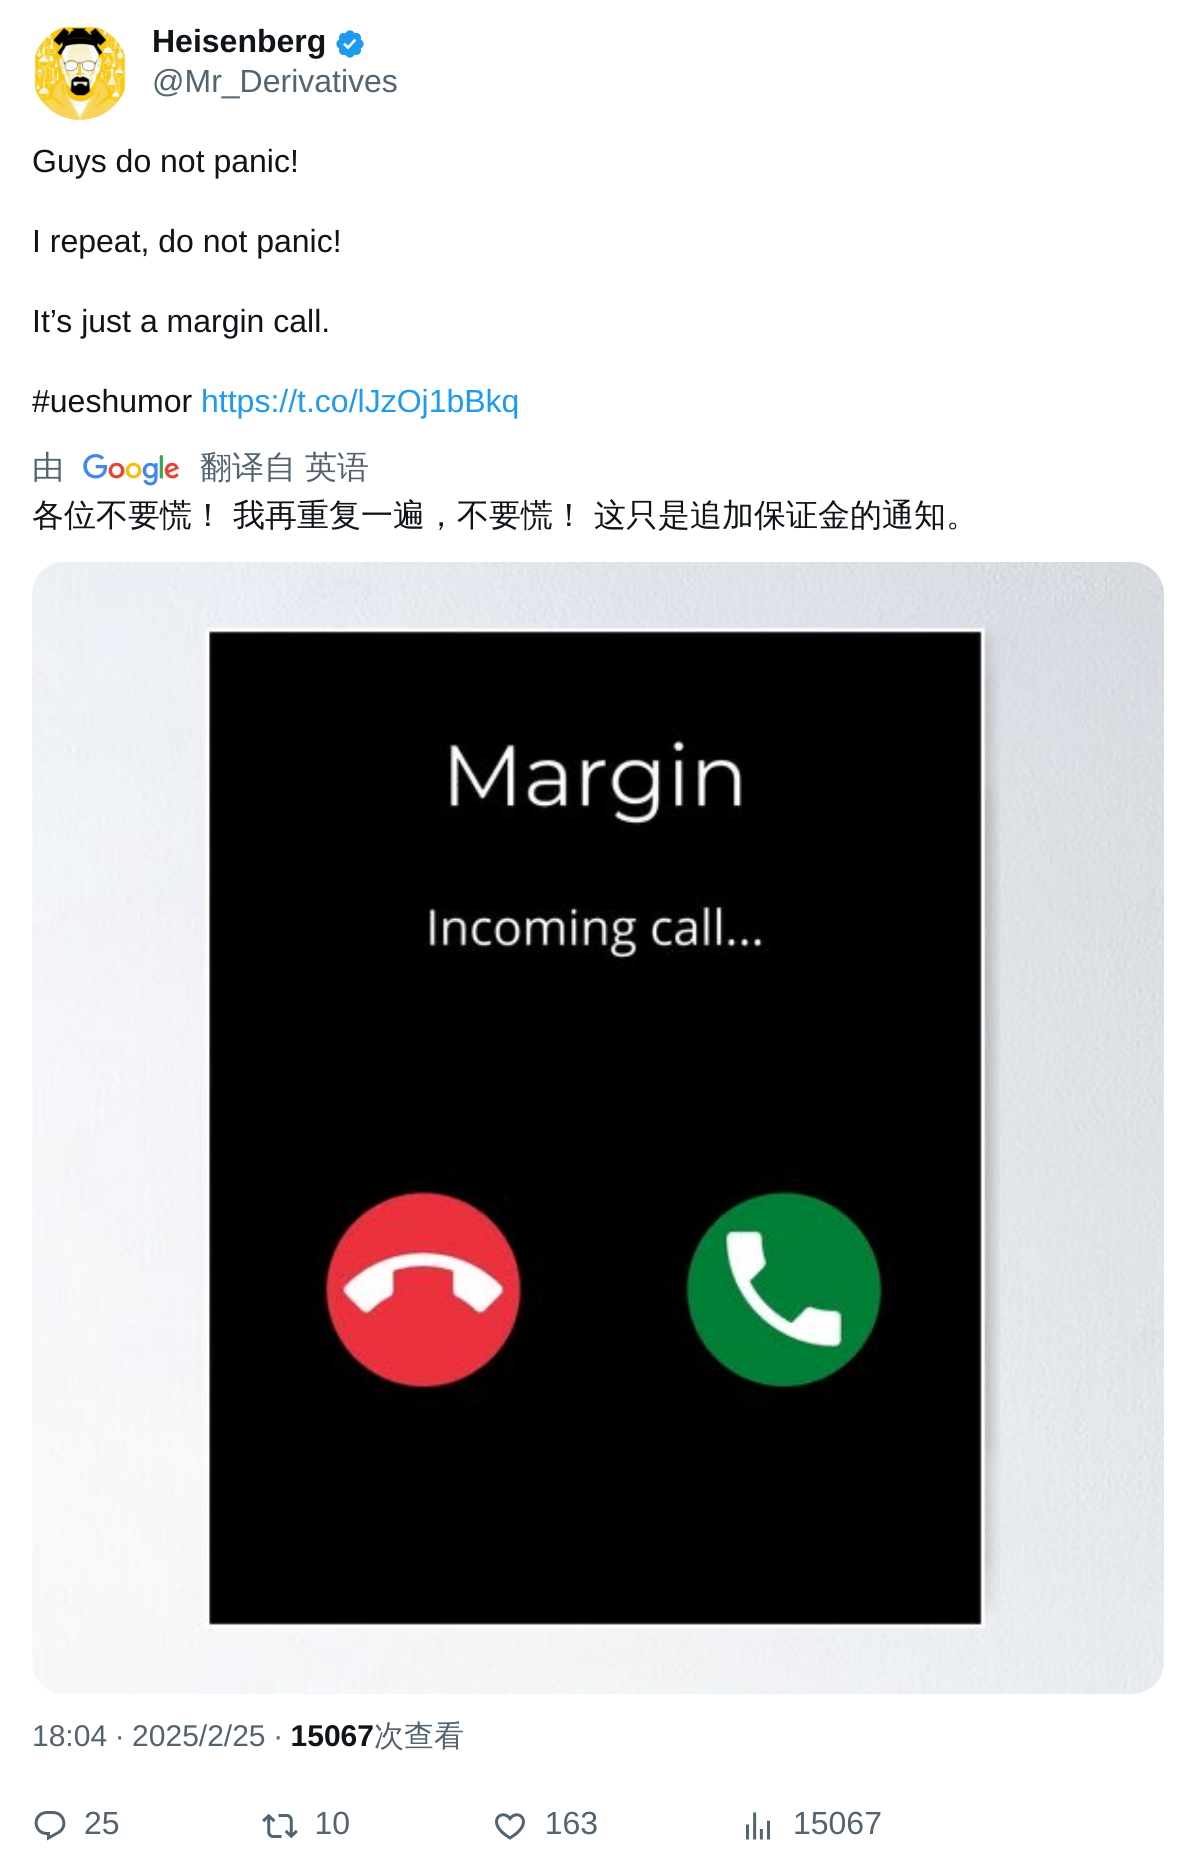 Heisenberg
@Mr_Derivatives
Guys do not panic!
I repeat, do not panic!
It’s just a margin call.
#ueshumor https://t.co/lJzOj1bBkq
由 Google 翻译自 英语
各位不要慌！ 我再重复一遍，不要慌！ 这只是追加保证金的通知。
Margin
Incoming call...
18:04 · 2025/2/25 · 15067次查看
25 10 163 15067